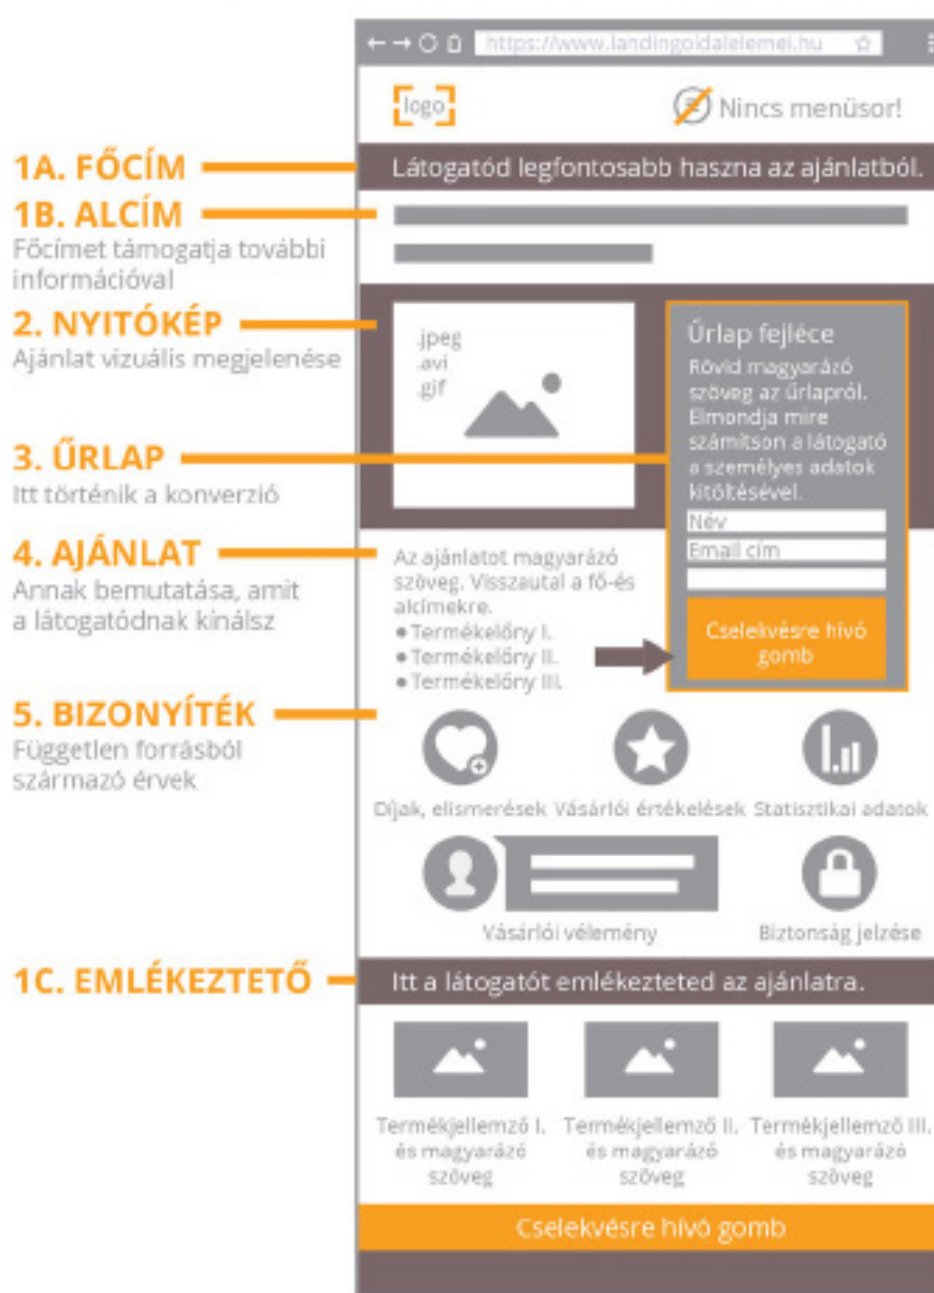 https://www.landingoldalelemei.hu
logo
Nincs menüsor!
1A. FŐCÍM
Látogatód legfontosabb haszna az ajánlatból.
1B. ALCÍM
Főcímet támogatja további
információval
2. NYITÓKÉP
Ajánlat vizuális megjelenése
.jpeg
.avi
.gif
Űrlap fejléce
Rövid magyarázó
szöveg az űrlapról.
Elmondja mire
számítson a látogató
a személyes adatok
kitöltésével.
Név
Email cím
Cselekvésre hívó
gomb
3. ŰRLAP
Itt történik a konverzió
4. AJÁNLAT
Annak bemutatása, amit
a látogatódnak kínálsz
Az ajánlatot magyarázó
szöveg. Visszautal a fő-és
alcímekre.
• Termékelőny I.
• Termékelőny II.
• Termékelőny III.
5. BIZONYÍTÉK
Független forrásból
származó érvek
Díjak, elismerések
Vásárlói értékelések
Statisztikai adatok
Vásárlói vélemény
Biztonság jelzése
1C. EMLÉKEZTETŐ
Itt a látogatót emlékezteted az ajánlatra.
Termékjellemző I.
és magyarázó
szöveg
Termékjellemző II.
és magyarázó
szöveg
Termékjellemző III.
és magyarázó
szöveg
Cselekvésre hívó gomb